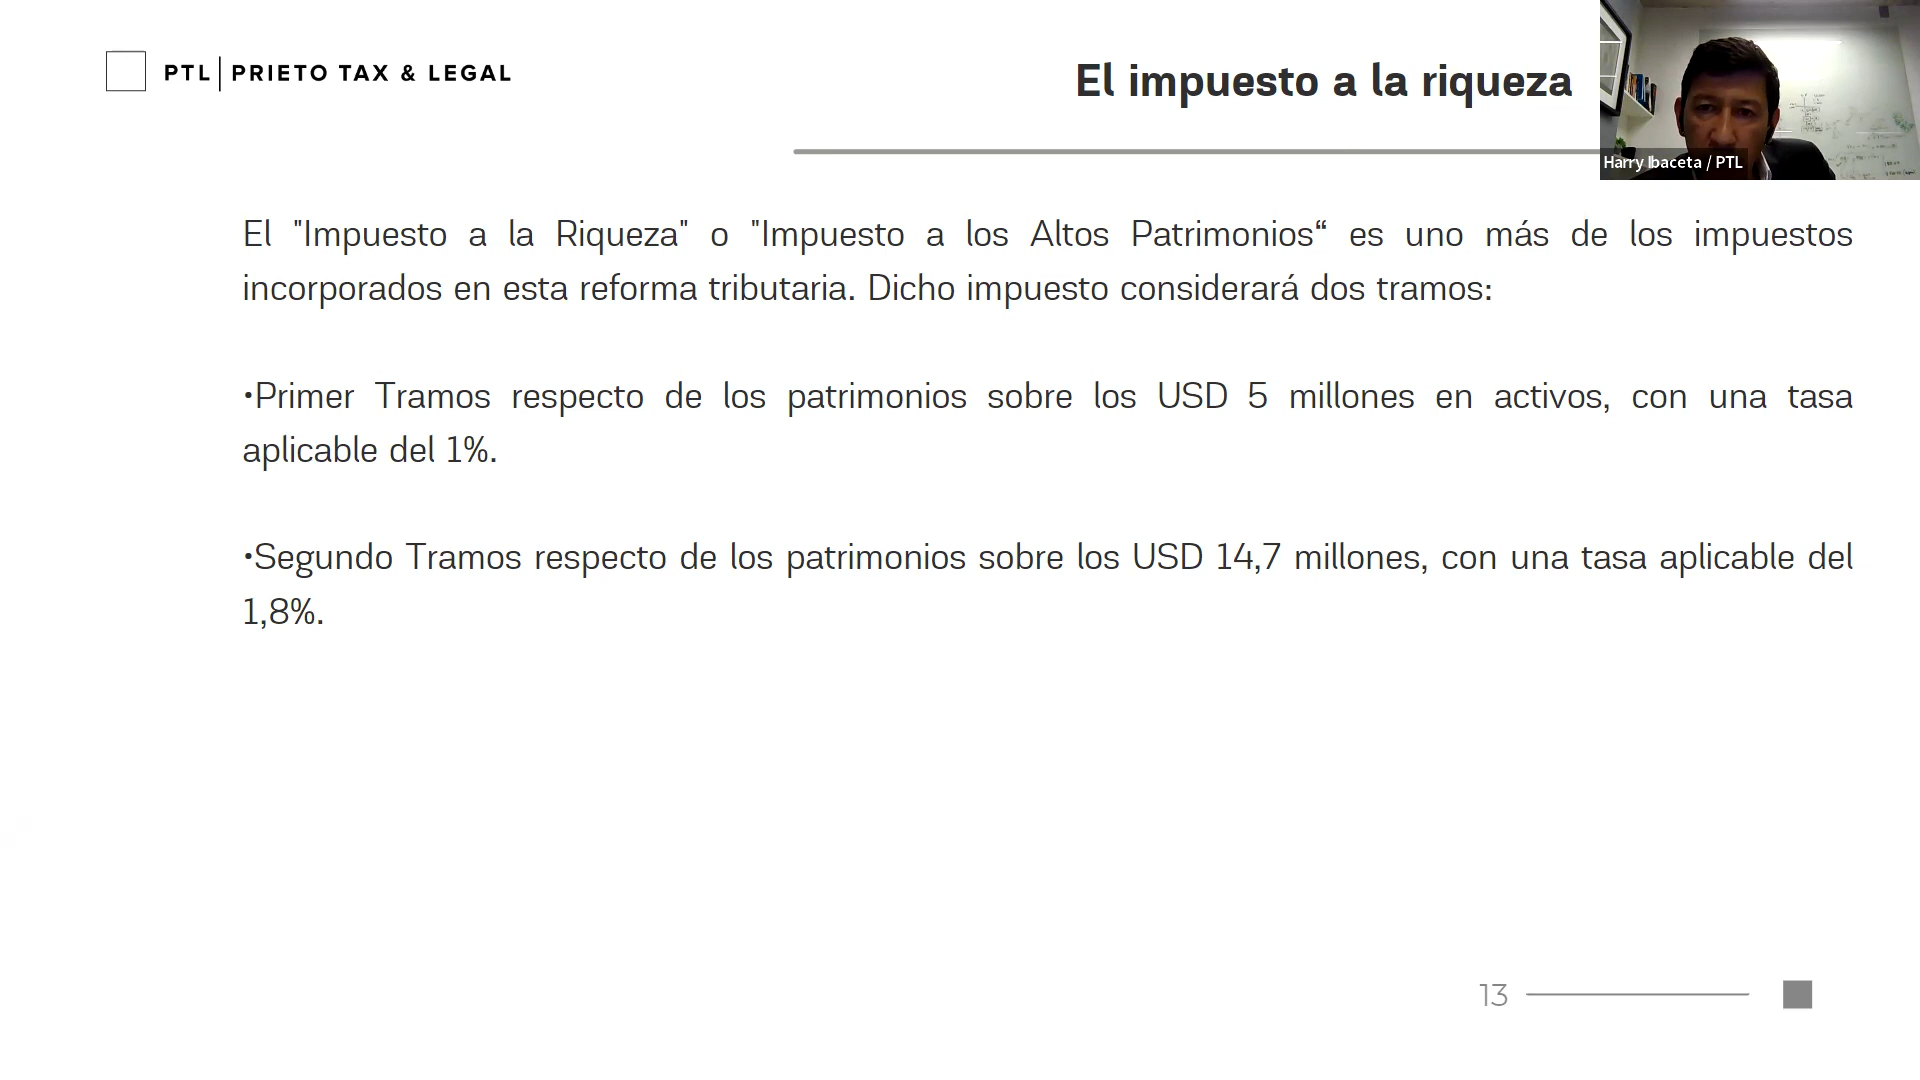 PTL | PRIETO TAX & LEGAL
El impuesto a la riqueza
Harry Ibaceta / PTL
El "Impuesto a la Riqueza" o "Impuesto a los Altos Patrimonios“ es uno más de los impuestos
incorporados en esta reforma tributaria. Dicho impuesto considerará dos tramos:
•Primer Tramos respecto de los patrimonios sobre los USD 5 millones en activos, con una tasa
aplicable del 1%.
•Segundo Tramos respecto de los patrimonios sobre los USD 14,7 millones, con una tasa aplicable del
1,8%.
13